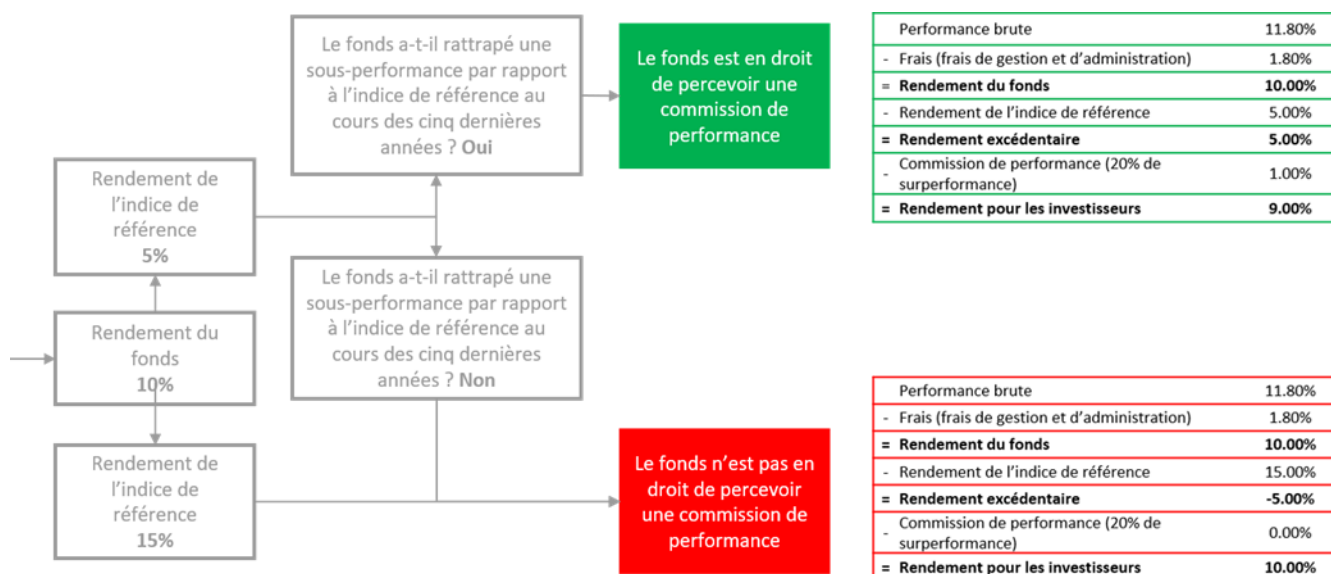 Le fonds a-t-il rattrapé une
sous-performance par rapport
à l'indice de référence au
cours des cinq dernières
années ? Oui
Le fonds est en droit
de percevoir une
commission de
performance
Rendement de
l'indice de
référence
5%
Le fonds a-t-il rattrapé une
sous-performance par rapport
à l'indice de référence au
cours des cinq dernières
années ? Non
Rendement du
fonds
10%
Rendement de
l'indice de
référence
15%
Le fonds n'est pas en
droit de percevoir
une commission de
performance
Performance brute 11.80%
- Frais (frais de gestion et d'administration) 1.80%
= Rendement du fonds 10.00%
- Rendement de l'indice de référence 5.00%
= Rendement excédentaire 5.00%
- Commission de performance (20% de
surperformance) 1.00%
= Rendement pour les investisseurs 9.00%
Performance brute 11.80%
- Frais (frais de gestion et d'administration) 1.80%
= Rendement du fonds 10.00%
- Rendement de l'indice de référence 15.00%
= Rendement excédentaire -5.00%
- Commission de performance (20% de
surperformance) 0.00%
= Rendement pour les investisseurs 10.00%